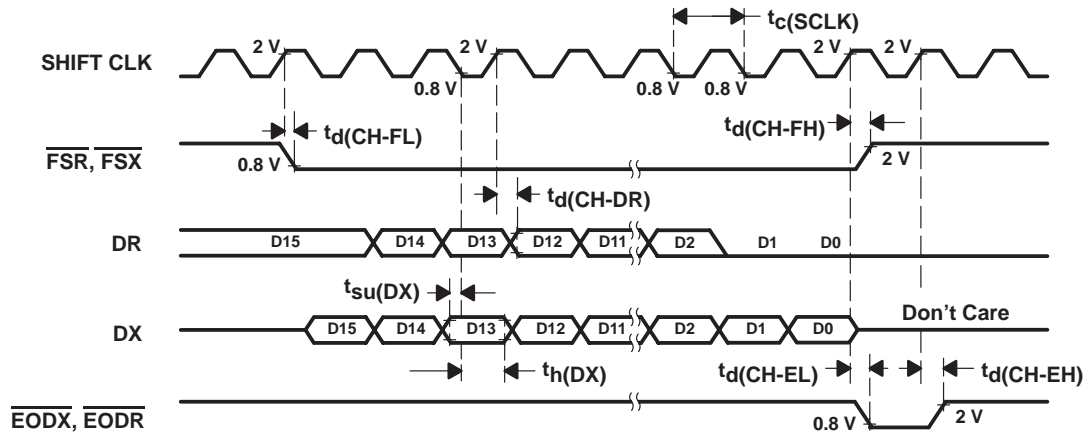 tc(SCLK)
2 V 2 V 2 V 2 V
SHIFT CLK
0.8 V 0.8 V 0.8 V
td(CH-FL) td(CH-FH)
FSR, FSX
0.8 V 2 V
td(CH-DR)
DR D15 D14 D13 D12 D11 D2 D1 D0
tsu(DX)
Don't Care
DX D15 D14 D13 D12 D11 D2 D1 D0
th(DX) td(CH-EL) td(CH-EH)
EODX, EODR
0.8 V 2 V